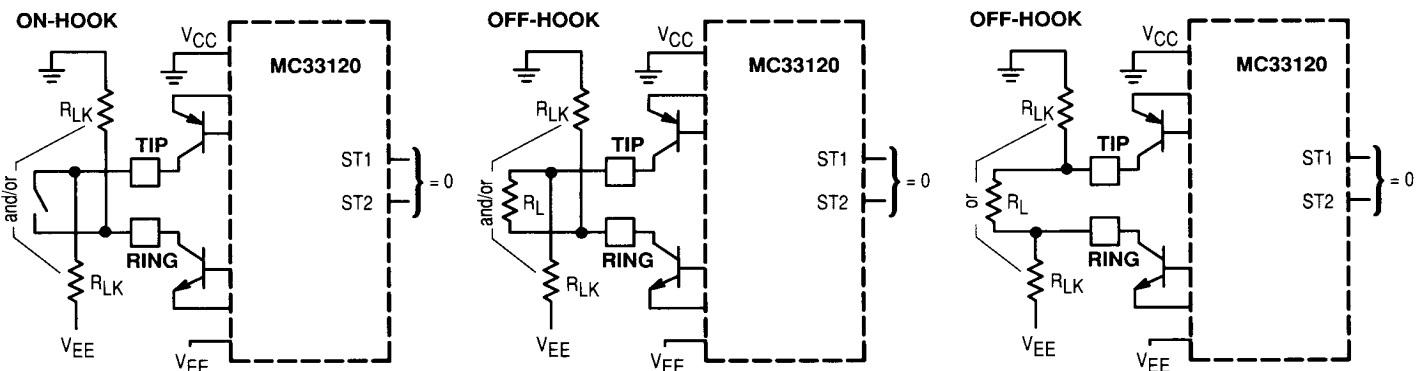 ON-HOOK
VCC
MC33120
RLK
TIP
and/or
ST1
ST2
= 0
RING
RLK
VEE
VEE
OFF-HOOK
VCC
MC33120
RLK
TIP
and/or
RL
ST1
ST2
= 0
RING
RLK
VEE
VEE
OFF-HOOK
VCC
MC33120
RLK
TIP
or
RL
ST1
ST2
= 0
RING
RLK
VEE
VEE